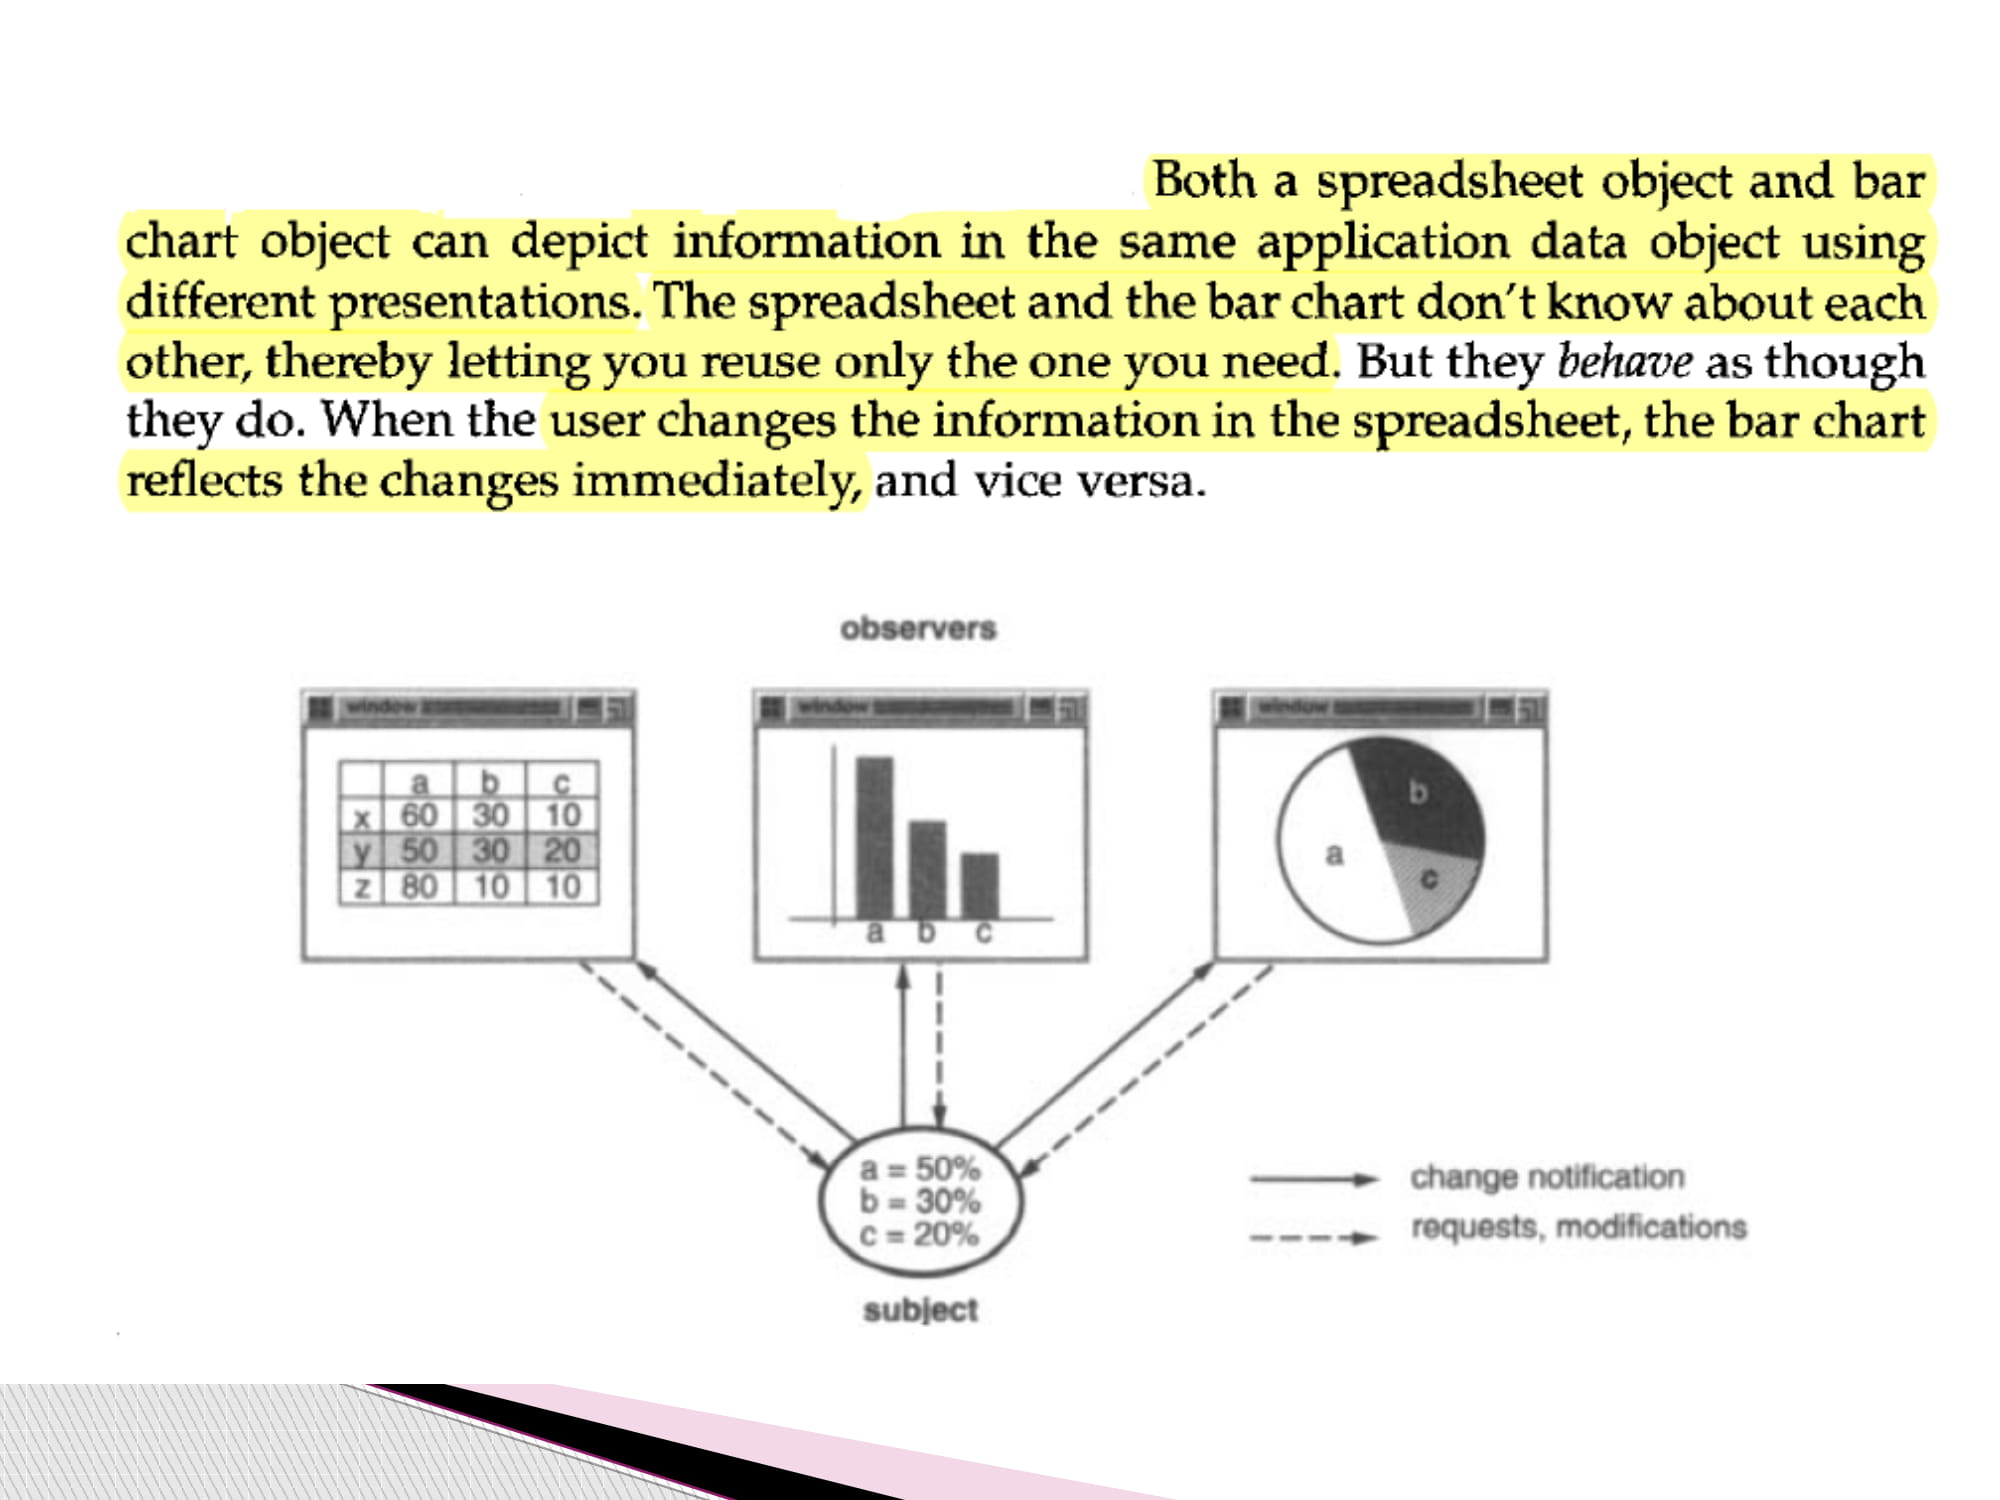 Both a spreadsheet object and bar
chart object can depict information in the same application data object using
different presentations. The spreadsheet and the bar chart don't know about each
other, thereby letting you reuse only the one you need. But they behave as though
they do. When the user changes the information in the spreadsheet, the bar chart
reflects the changes immediately, and vice versa.
observers
window
window
window
a b c
x 60 30 10
y 50 30 20
z 80 10 10
a b c
b
a
c
a = 50%
b = 30%
c = 20%
subject
change notification
requests, modifications